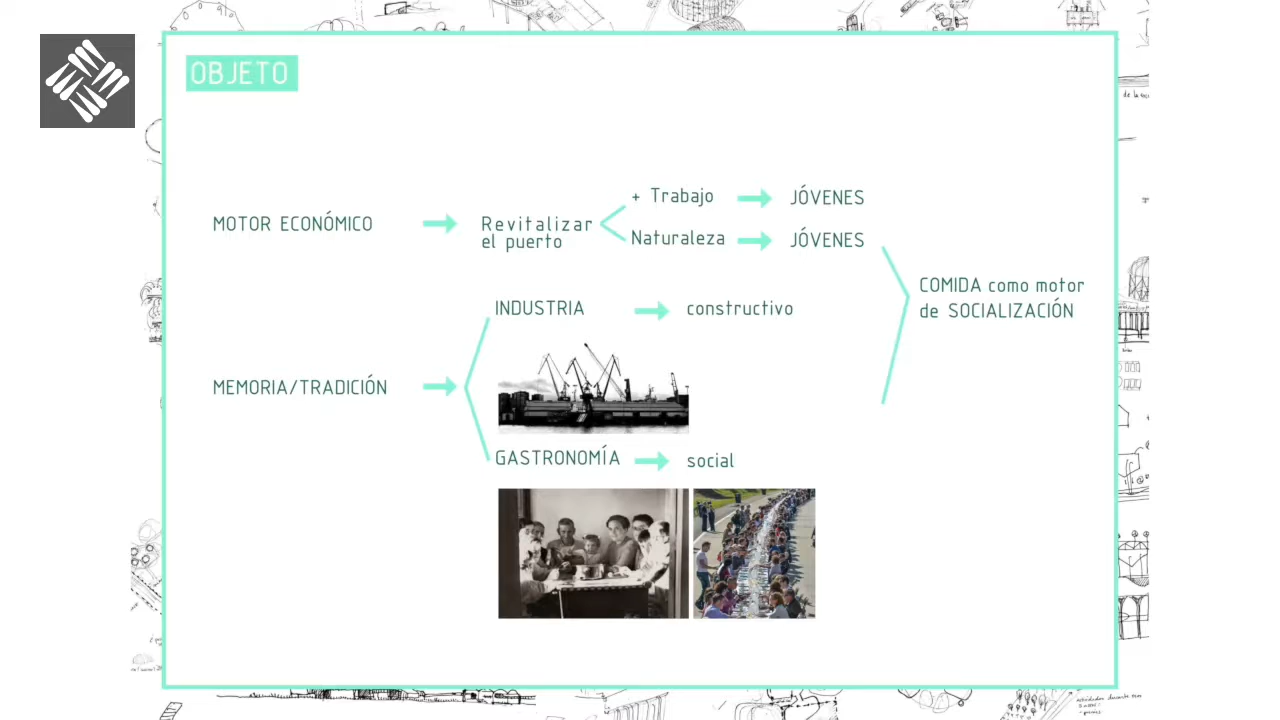 OBJETO
MOTOR ECONÓMICO
Revitalizar
el puerto
+ Trabajo
JÓVENES
Naturaleza
JÓVENES
COMIDA como motor
de SOCIALIZACIÓN
MEMORIA/TRADICIÓN
INDUSTRIA
constructivo
GASTRONOMÍA
social